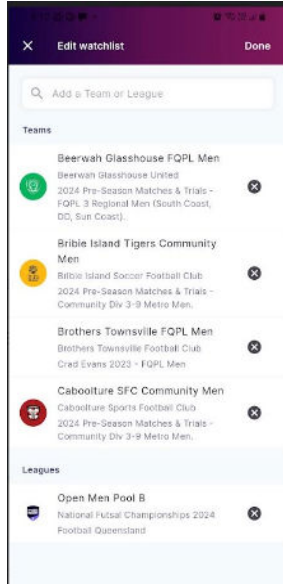 Edit watchlist
Done
Add a Team or League
Teams
Beerwah Glasshouse FQPL Men
Beerwah Glasshouse United
2024 Pre-Season Matches & Trials -
FQPL 3 Regional Men (South Coast,
DD, Sun Coast).
Bribie Island Tigers Community
Men
Bribie Island Soccer Football Club
2024 Pre-Season Matches & Trials -
Community Div 3-9 Metro Men.
Brothers Townsville FQPL Men
Brothers Townsville Football Club
Crad Evans 2023 - FQPL Men
Caboolture SFC Community Men
Caboolture Sports Football Club
2024 Pre-Season Matches & Trials -
Community Div 3-9 Metro Men.
Leagues
Open Men Pool B
National Futsal Championships 2024
Football Queensland